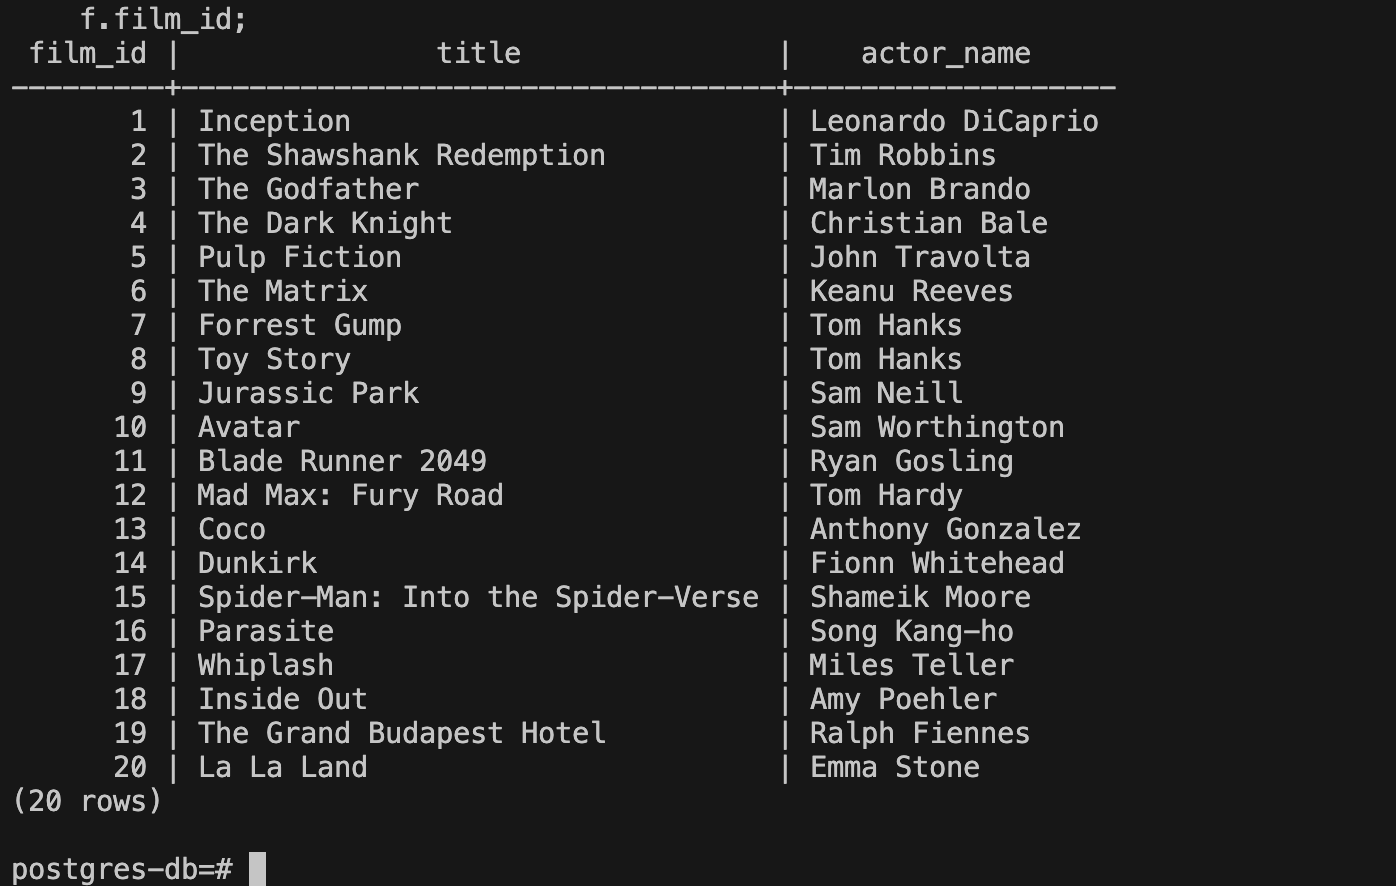 f.film_id;
film_id | title | actor_name
---------+-----------------------------------+-------------------
1 | Inception | Leonardo DiCaprio
2 | The Shawshank Redemption | Tim Robbins
3 | The Godfather | Marlon Brando
4 | The Dark Knight | Christian Bale
5 | Pulp Fiction | John Travolta
6 | The Matrix | Keanu Reeves
7 | Forrest Gump | Tom Hanks
8 | Toy Story | Tom Hanks
9 | Jurassic Park | Sam Neill
10 | Avatar | Sam Worthington
11 | Blade Runner 2049 | Ryan Gosling
12 | Mad Max: Fury Road | Tom Hardy
13 | Coco | Anthony Gonzalez
14 | Dunkirk | Fionn Whitehead
15 | Spider-Man: Into the Spider-Verse | Shameik Moore
16 | Parasite | Song Kang-ho
17 | Whiplash | Miles Teller
18 | Inside Out | Amy Poehler
19 | The Grand Budapest Hotel | Ralph Fiennes
20 | La La Land | Emma Stone
(20 rows)
postgres-db=#